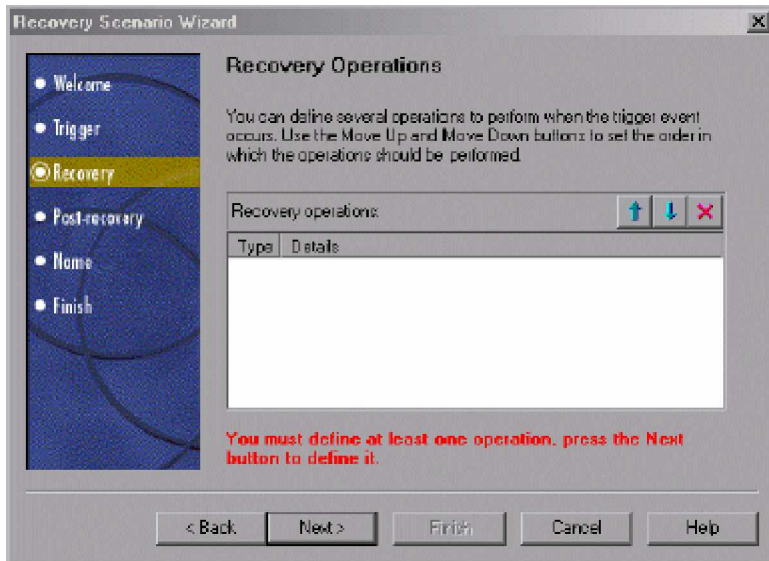 Recovery Scenario Wizard
Welcome
Trigger
Recovery
Post-recovery
Name
Finish
Recovery Operations
You can define several operations to perform when the trigger event
occurs. Use the Move Up and Move Down buttons to set the order in
which the operations should be performed.
Recovery operations:
Type Details
You must define at least one operation, press the Next
button to define it.
< Back Next > Finish Cancel Help